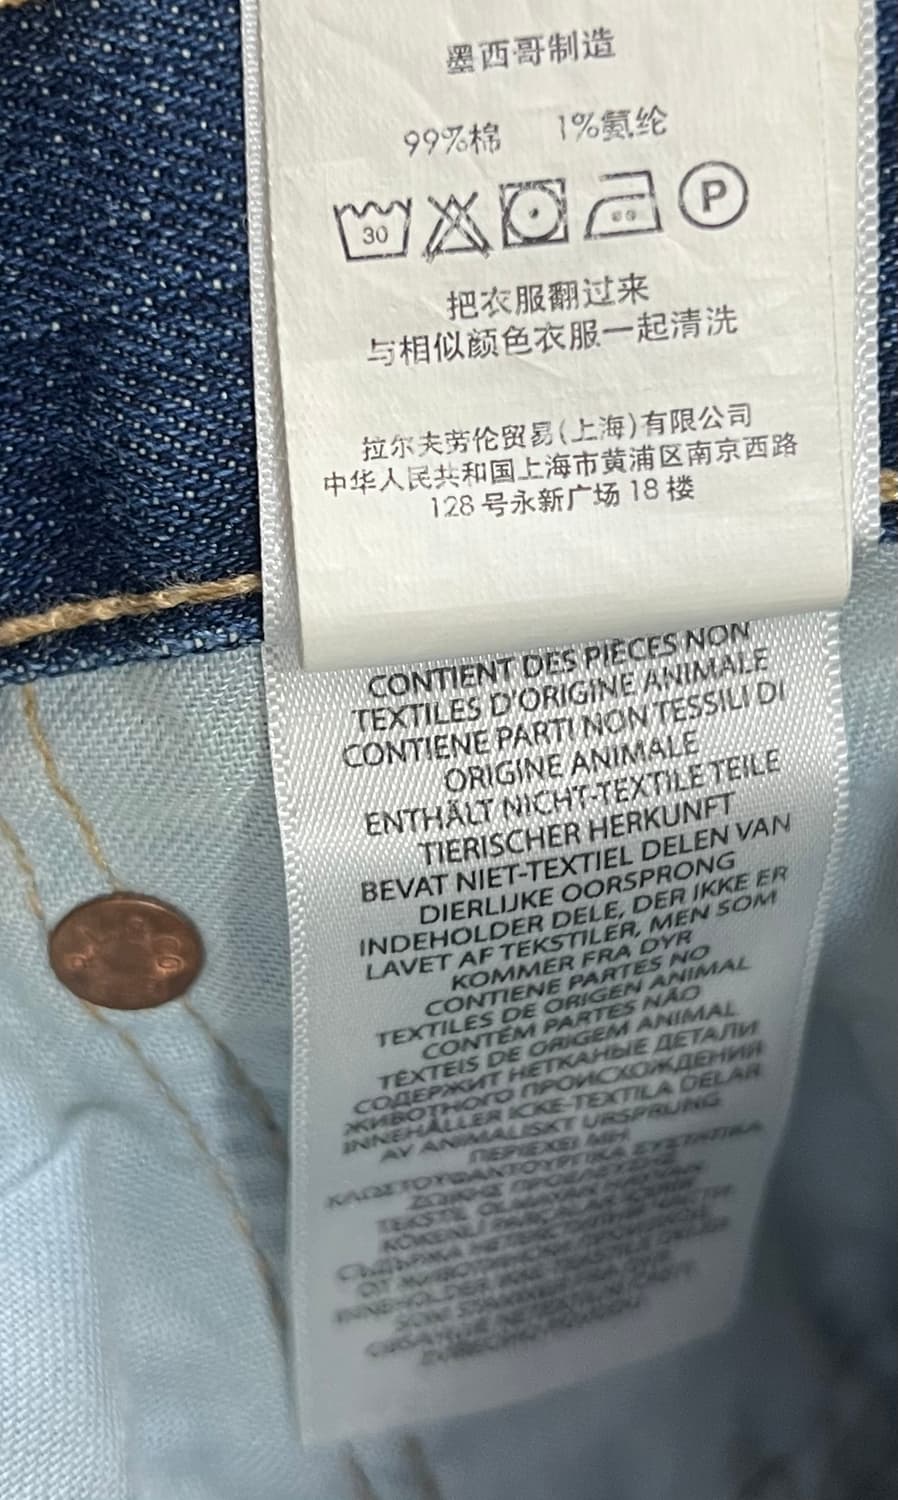 墨西哥制造
99%棉 1%氨纶
30 P
把衣服翻过来
与相似颜色衣服一起清洗
拉尔夫劳伦贸易(上海)有限公司
中华人民共和国上海市黄浦区南京西路
128 号永新广场 18 楼
CONTIENT DES PIÈCES NON
TEXTILES D'ORIGINE ANIMALE
CONTIENE PARTI NON TESSILI DI
ORIGINE ANIMALE
ENTHÄLT NICHT-TEXTILE TEILE
TIERISCHER HERKUNFT
BEVAT NIET-TEXTIEL DELEN VAN
DIERLIJKE OORSPRONG
INDEHOLDER DELE, DER IKKE ER
LAVET AF TEKSTILER, MEN SOM
KOMMER FRA DYR
CONTIENE PARTES NO
TEXTILES DE ORIGEN ANIMAL
CONTÉM PARTES NÃO
TÊXTEIS DE ORIGEM ANIMAL
СОДЕРЖИТ НЕТКАНЫЕ ДЕТАЛИ
ЖИВОТНОГО ПРОИСХОЖДЕНИЯ
INNEHÅLLER ICKE-TEXTILA DELAR
AV ANIMALISKT URSPRUNG
ΠΕΡΙΕΧΕΙ ΜΗ